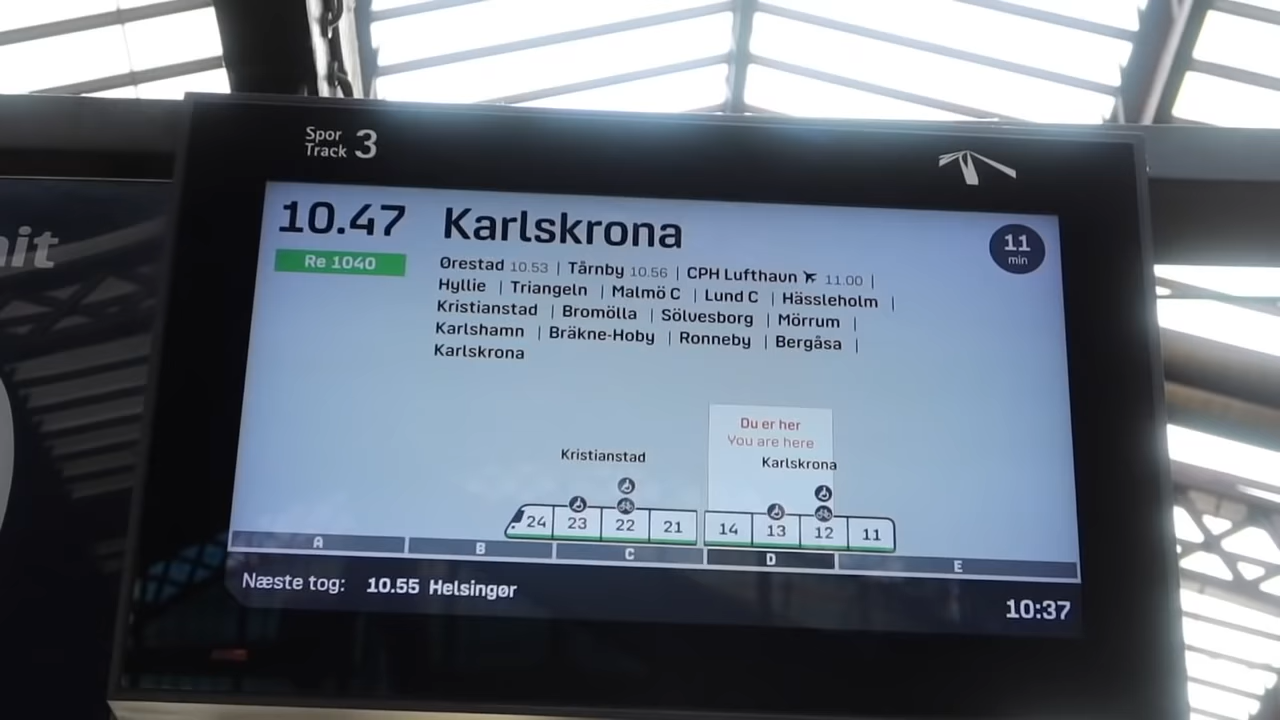 Spor
Track 3
10.47 Karlskrona 11 min
Re 1040
Ørestad 10.53 | Tårnby 10.56 | CPH Lufthavn 11.00 |
Hyllie | Triangeln | Malmö C | Lund C | Hässleholm |
Kristianstad | Bromölla | Sölvesborg | Mörrum |
Karlshamn | Bräkne-Hoby | Ronneby | Bergåsa |
Karlskrona
Du er her
You are here
Kristianstad Karlskrona
24 23 22 21 14 13 12 11
A B C D E
Næste tog: 10.55 Helsingør
10:37